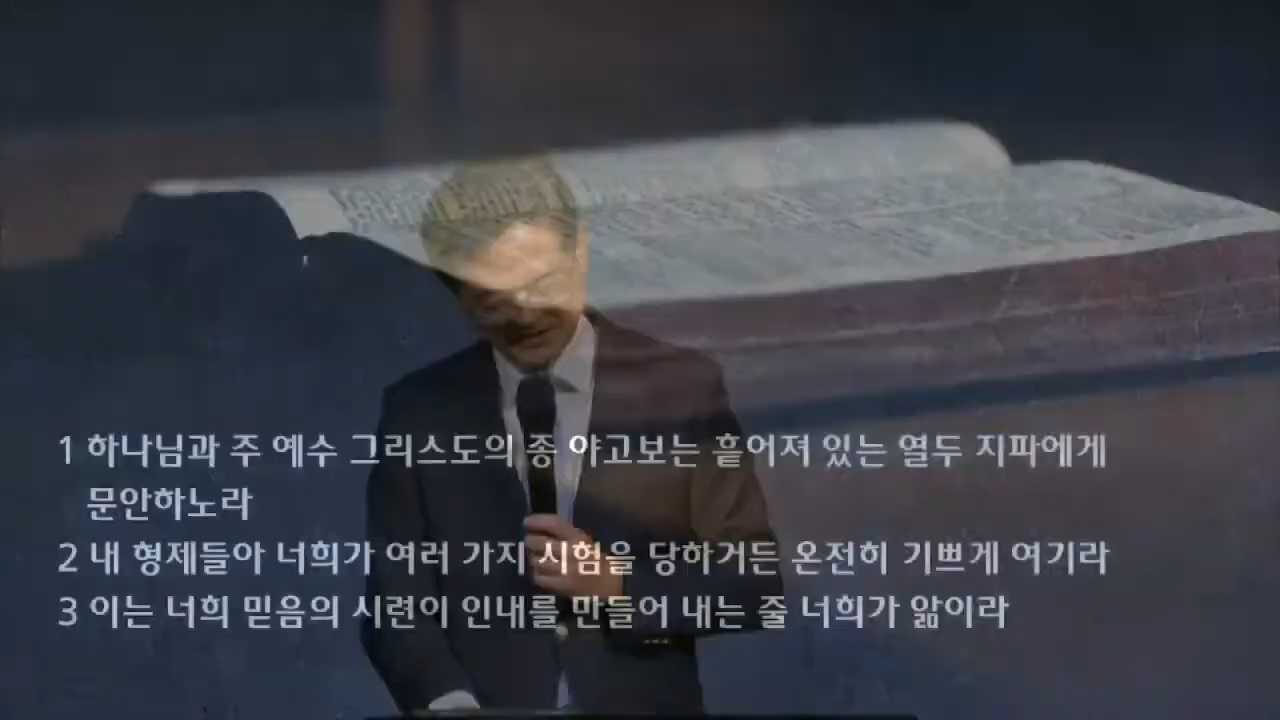 1 하나님과 주 예수 그리스도의 종 야고보는 흩어져 있는 열두 지파에게
문안하노라
2 내 형제들아 너희가 여러 가지 시험을 당하거든 온전히 기쁘게 여기라
3 이는 너희 믿음의 시련이 인내를 만들어 내는 줄 너희가 앎이라